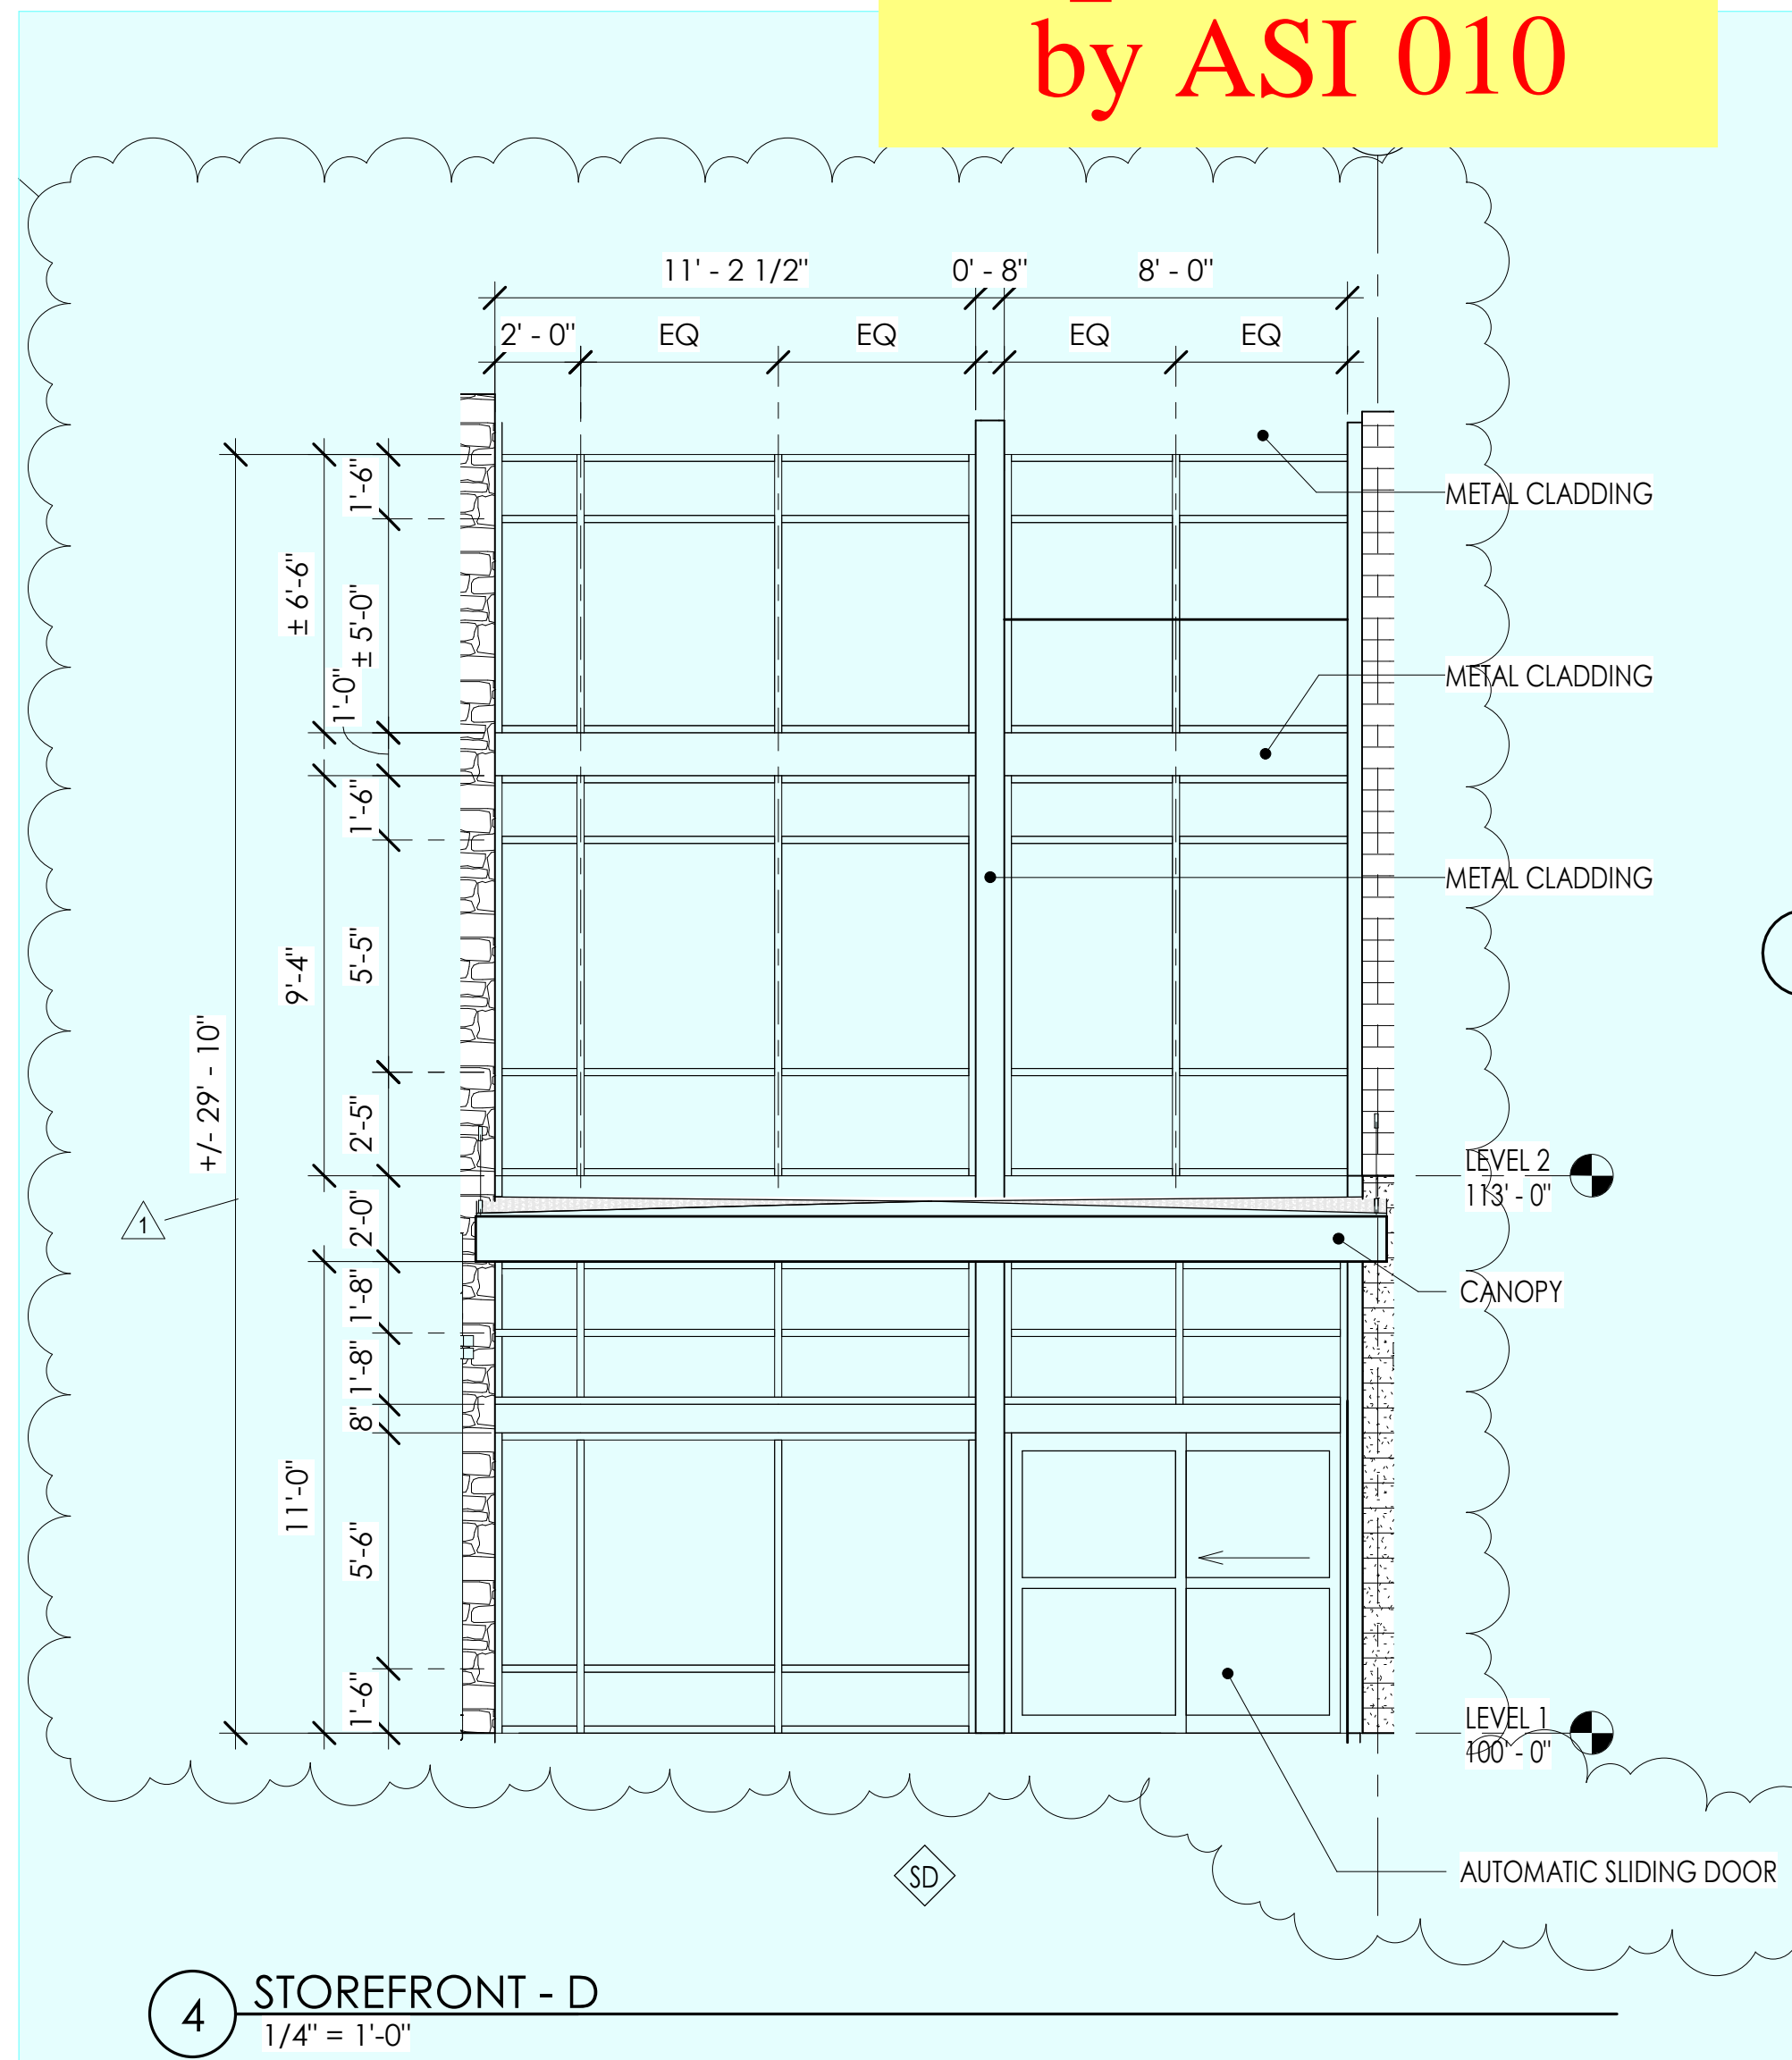 by ASI 010
11' - 2 1/2"
0' - 8"
8' - 0"
2' - 0"
EQ
EQ
EQ
EQ
METAL CLADDING
METAL CLADDING
METAL CLADDING
1'-6"
± 6'-6"
± 5'-0"
1'-0"
1'-6"
5'-5"
9'-4"
+/- 29' - 10"
2'-5"
LEVEL 2
113' - 0"
1
2'-0"
CANOPY
1'-8"
1'-8"
8"
11'-0"
5'-6"
1'-6"
LEVEL 1
100' - 0"
AUTOMATIC SLIDING DOOR
SD
4
STOREFRONT - D
1/4" = 1'-0"